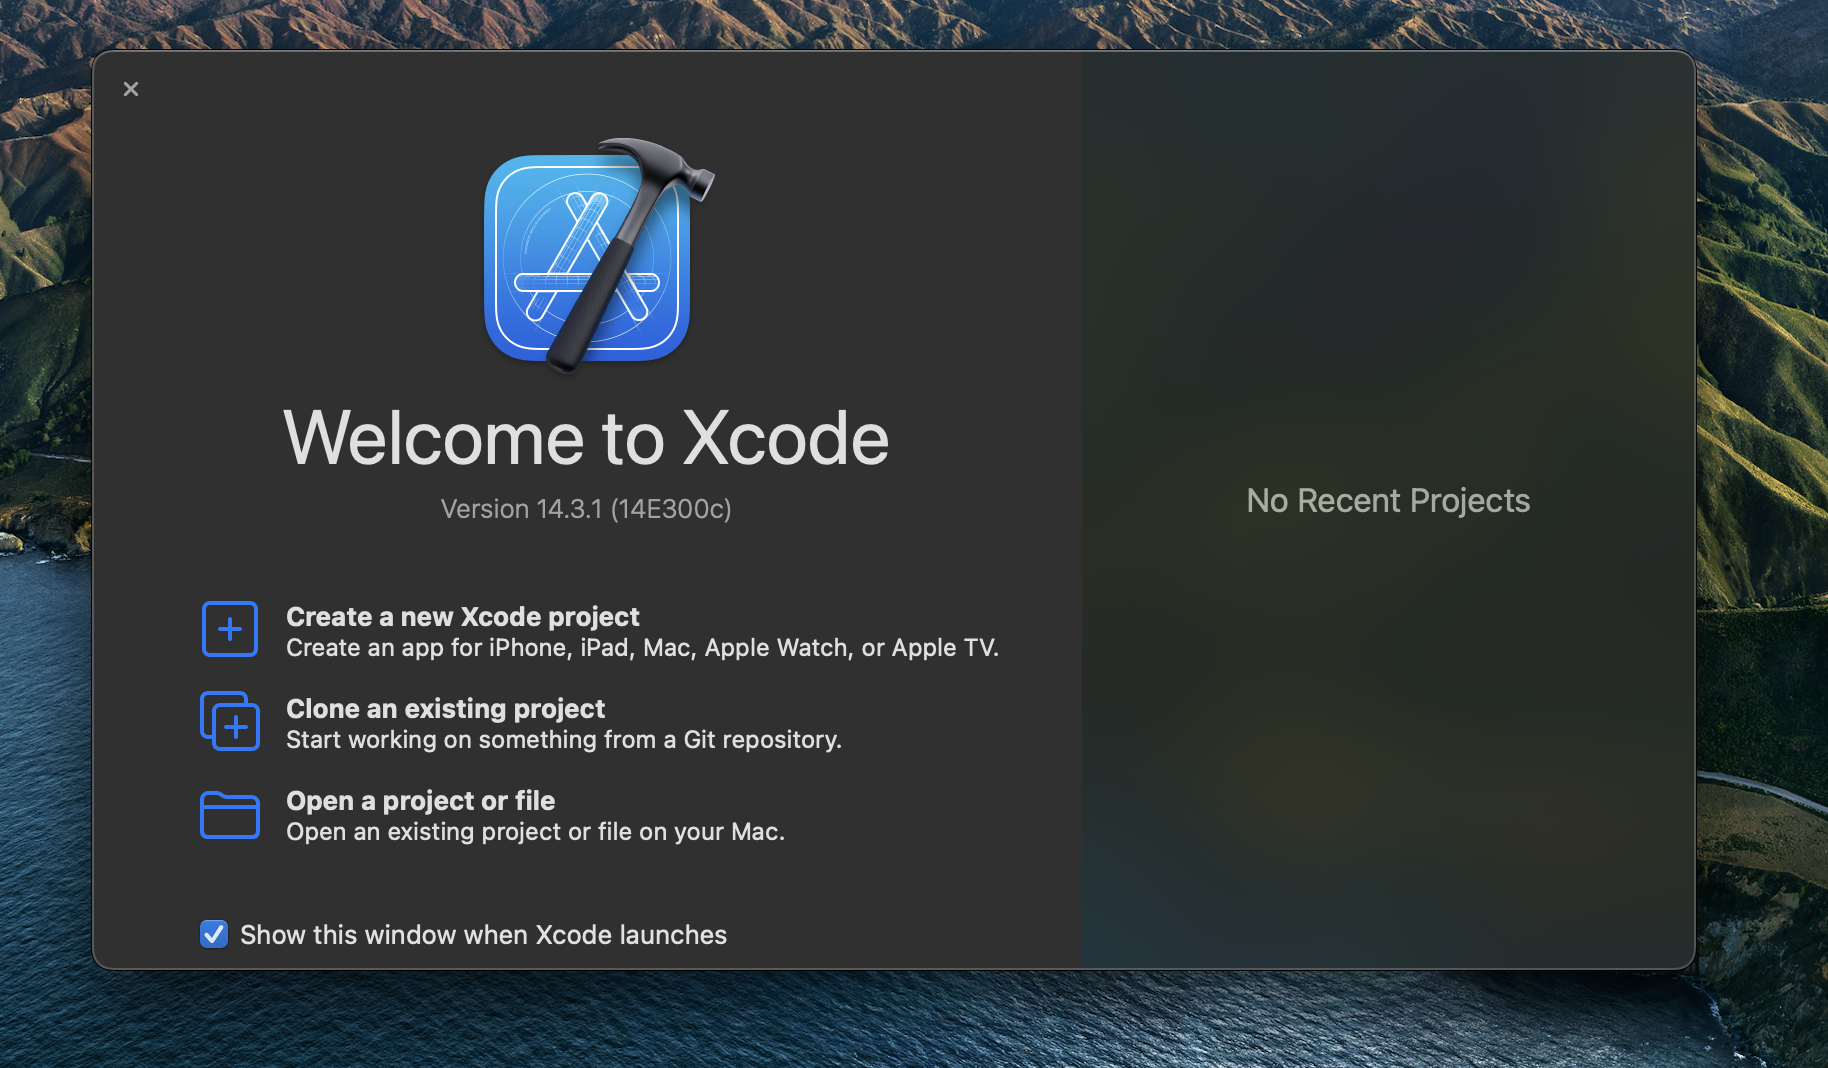 Welcome to Xcode
Version 14.3.1 (14E300c)
Create a new Xcode project
Create an app for iPhone, iPad, Mac, Apple Watch, or Apple TV.
Clone an existing project
Start working on something from a Git repository.
Open a project or file
Open an existing project or file on your Mac.
Show this window when Xcode launches
No Recent Projects